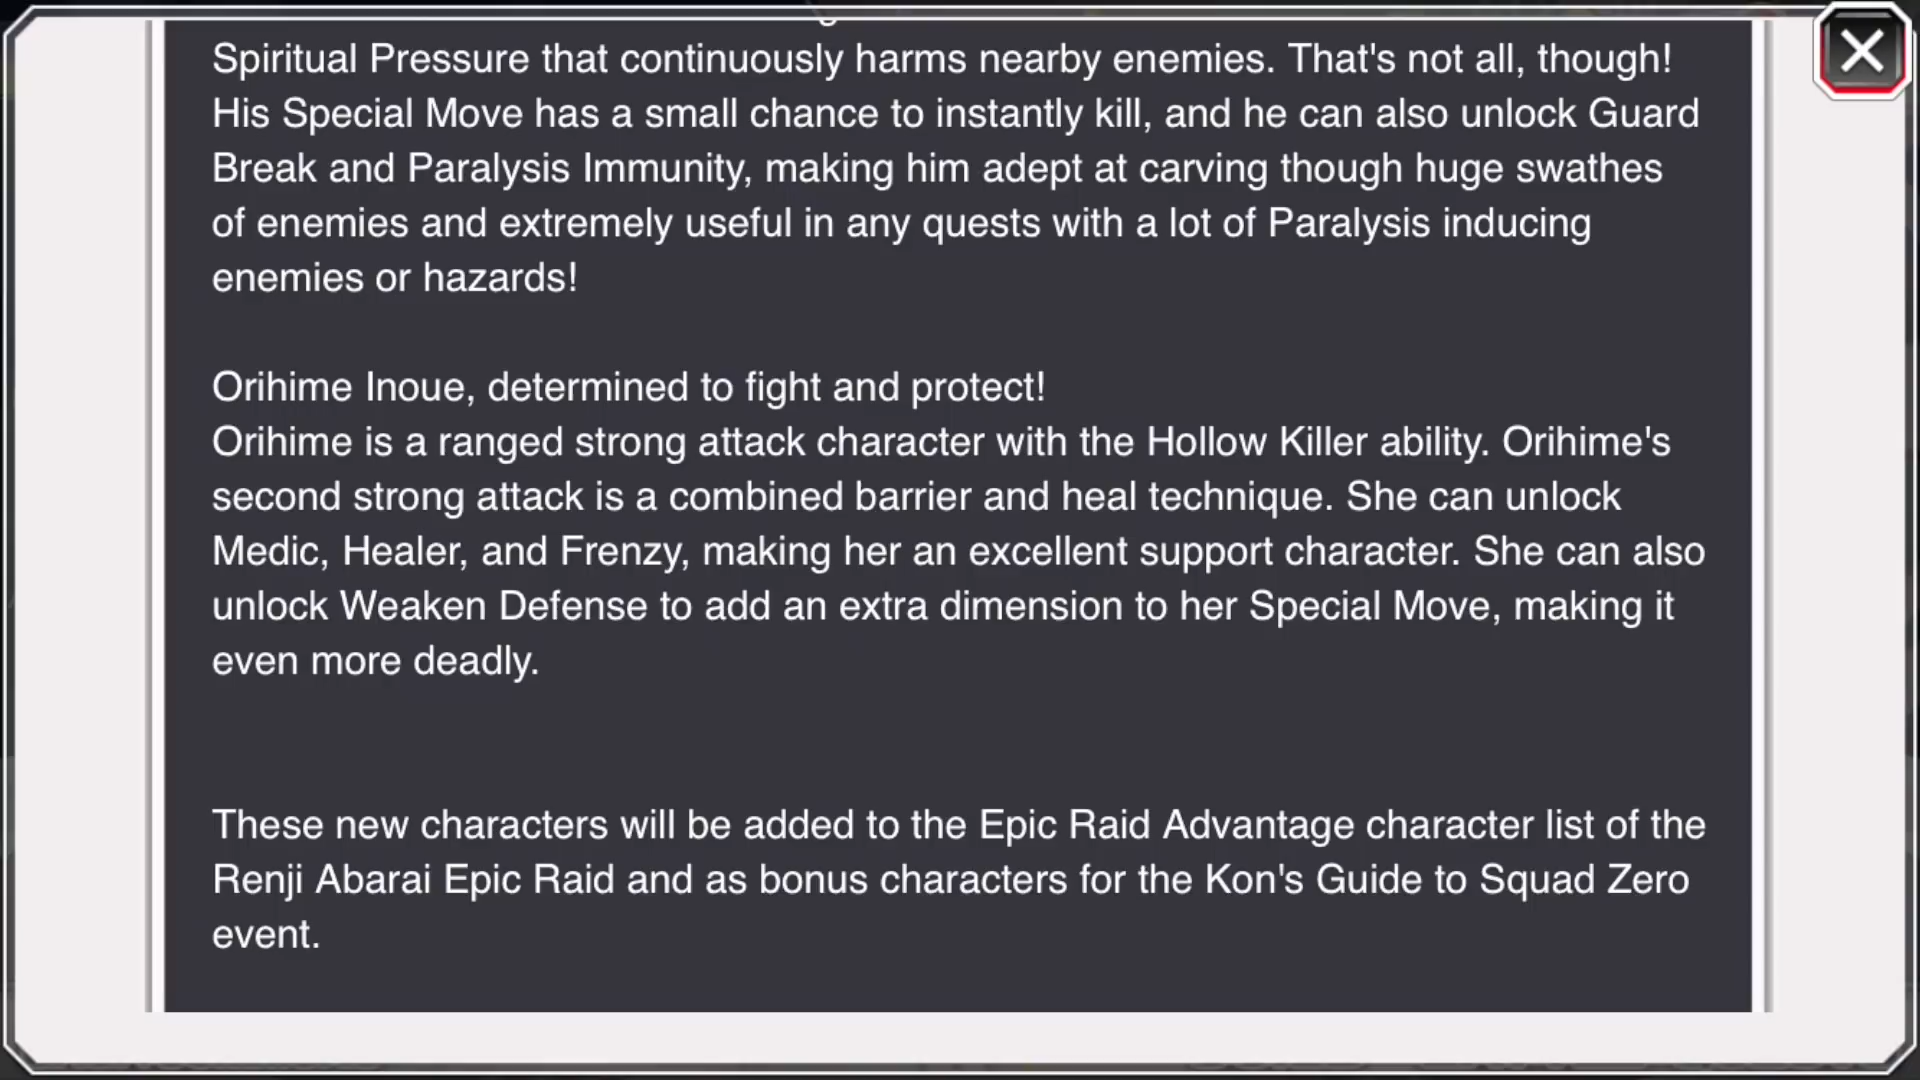 Spiritual Pressure that continuously harms nearby enemies. That's not all, though!
His Special Move has a small chance to instantly kill, and he can also unlock Guard
Break and Paralysis Immunity, making him adept at carving though huge swathes
of enemies and extremely useful in any quests with a lot of Paralysis inducing
enemies or hazards!
Orihime Inoue, determined to fight and protect!
Orihime is a ranged strong attack character with the Hollow Killer ability. Orihime's
second strong attack is a combined barrier and heal technique. She can unlock
Medic, Healer, and Frenzy, making her an excellent support character. She can also
unlock Weaken Defense to add an extra dimension to her Special Move, making it
even more deadly.
These new characters will be added to the Epic Raid Advantage character list of the
Renji Abarai Epic Raid and as bonus characters for the Kon's Guide to Squad Zero
event.